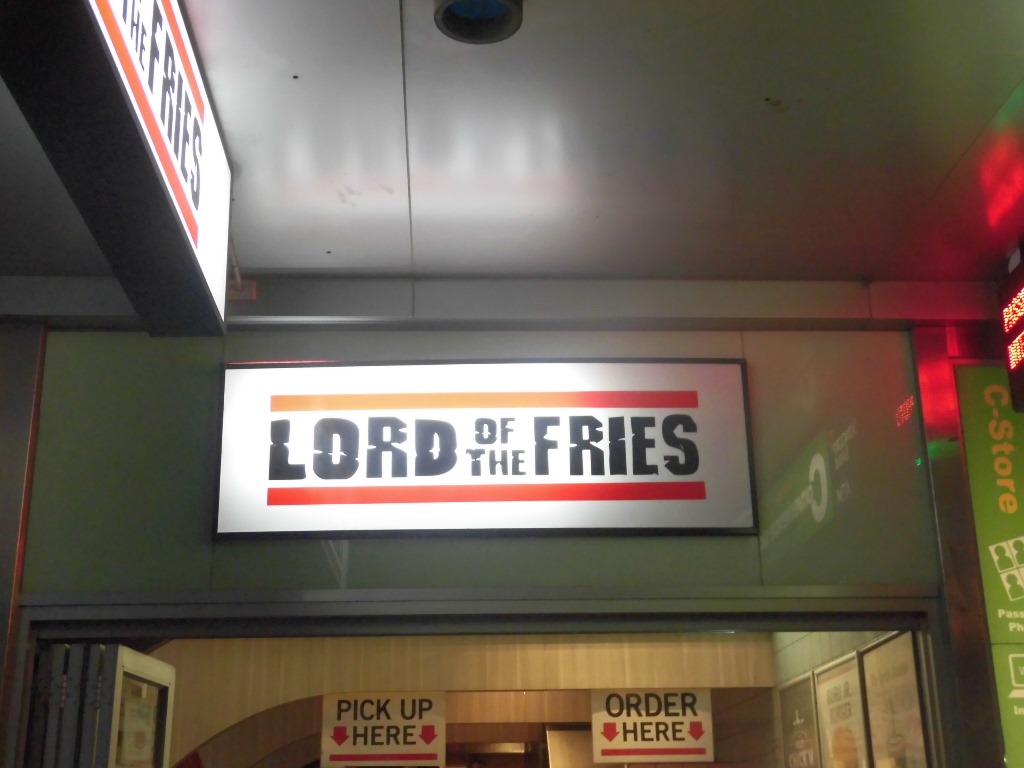 THE FRIES
LORD OF THE FRIES
PICK UP
HERE
ORDER
HERE
C-Store